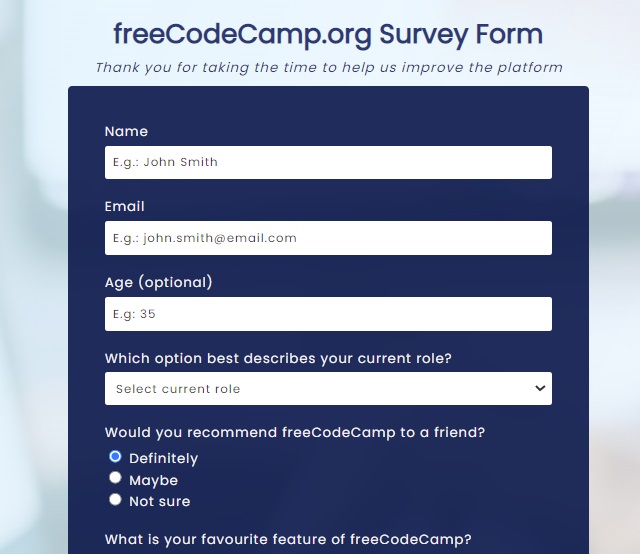 freeCodeCamp.org Survey Form
Thank you for taking the time to help us improve the platform
Name
E.g.: John Smith
Email
E.g.: john.smith@email.com
Age (optional)
E.g: 35
Which option best describes your current role?
Select current role
Would you recommend freeCodeCamp to a friend?
Definitely
Maybe
Not sure
What is your favourite feature of freeCodeCamp?